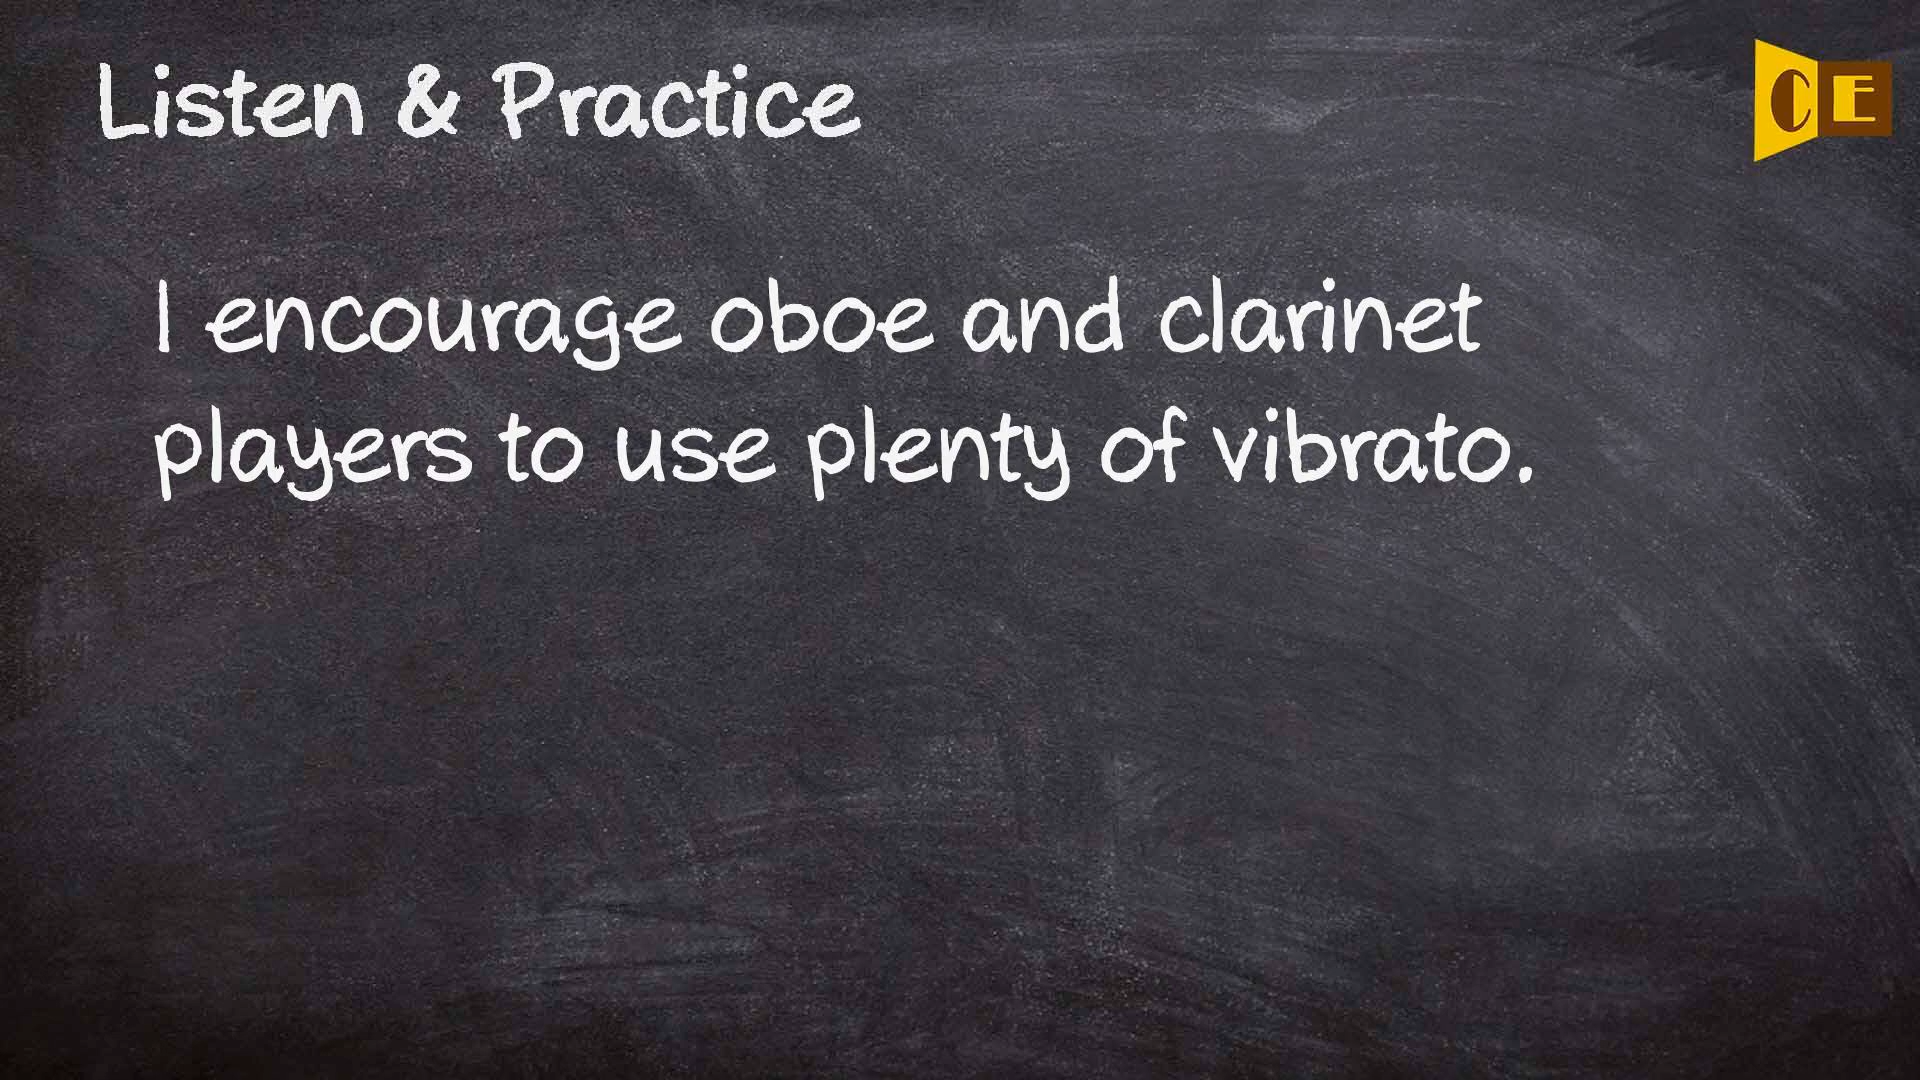 Listen & Practice
CE
I encourage oboe and clarinet
players to use plenty of vibrato.